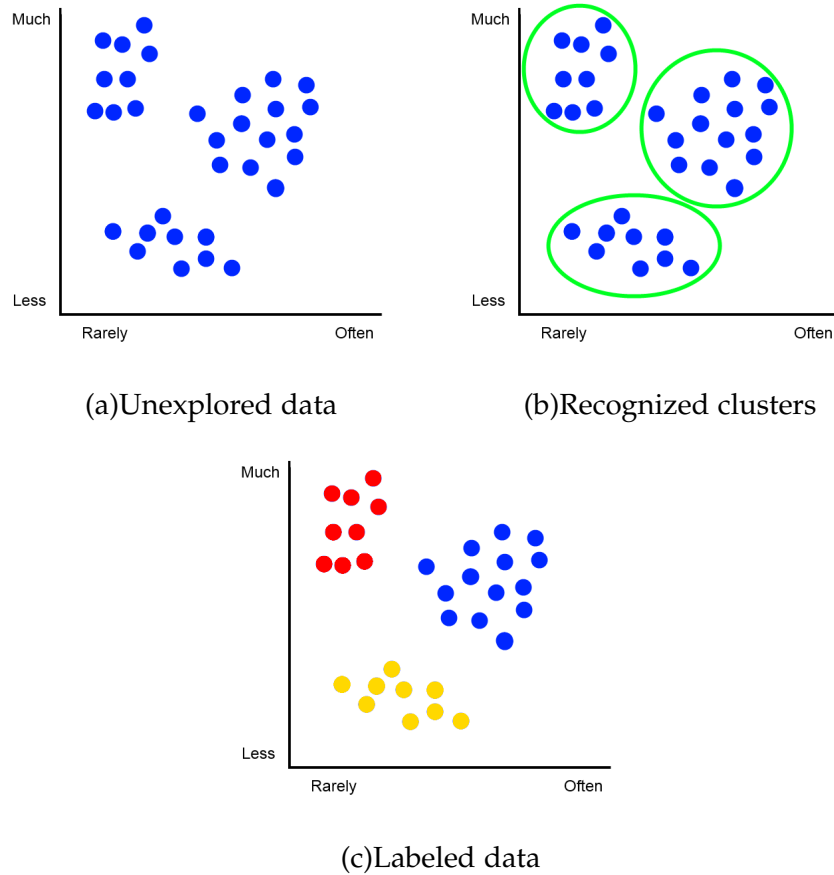 Much
Less
Rarely Often
(a)Unexplored data
Much
Less
Rarely Often
(b)Recognized clusters
Much
Less
Rarely Often
(c)Labeled data